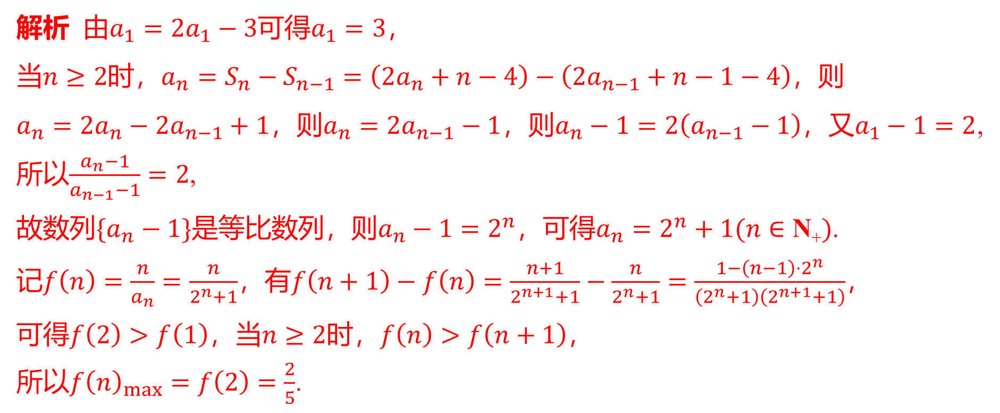 解析 由$a_1=2a_1-3$可得$a_1=3$,
当$n\geq 2$时，$a_n=S_n-S_{n-1}=(2a_n+n-4)-(2a_{n-1}+n-1-4)$，则
$a_n=2a_n-2a_{n-1}+1$，则$a_n=2a_{n-1}-1$，则$a_n-1=2(a_{n-1}-1)$，又$a_1-1=2$,
所以$\frac{a_n-1}{a_{n-1}-1}=2$,
故数列$\{a_n-1\}$是等比数列，则$a_n-1=2^n$，可得$a_n=2^n+1(n\in \mathbf{N}_+)$.
记$f(n)=\frac{n}{a_n}=\frac{n}{2^n+1}$，有$f(n+1)-f(n)=\frac{n+1}{2^{n+1}+1}-\frac{n}{2^n+1}=\frac{1-(n-1)\cdot 2^n}{(2^n+1)(2^{n+1}+1)}$,
可得$f(2)>f(1)$，当$n\geq 2$时，$f(n)>f(n+1)$,
所以$f(n)_{\max}=f(2)=\frac{2}{5}$.